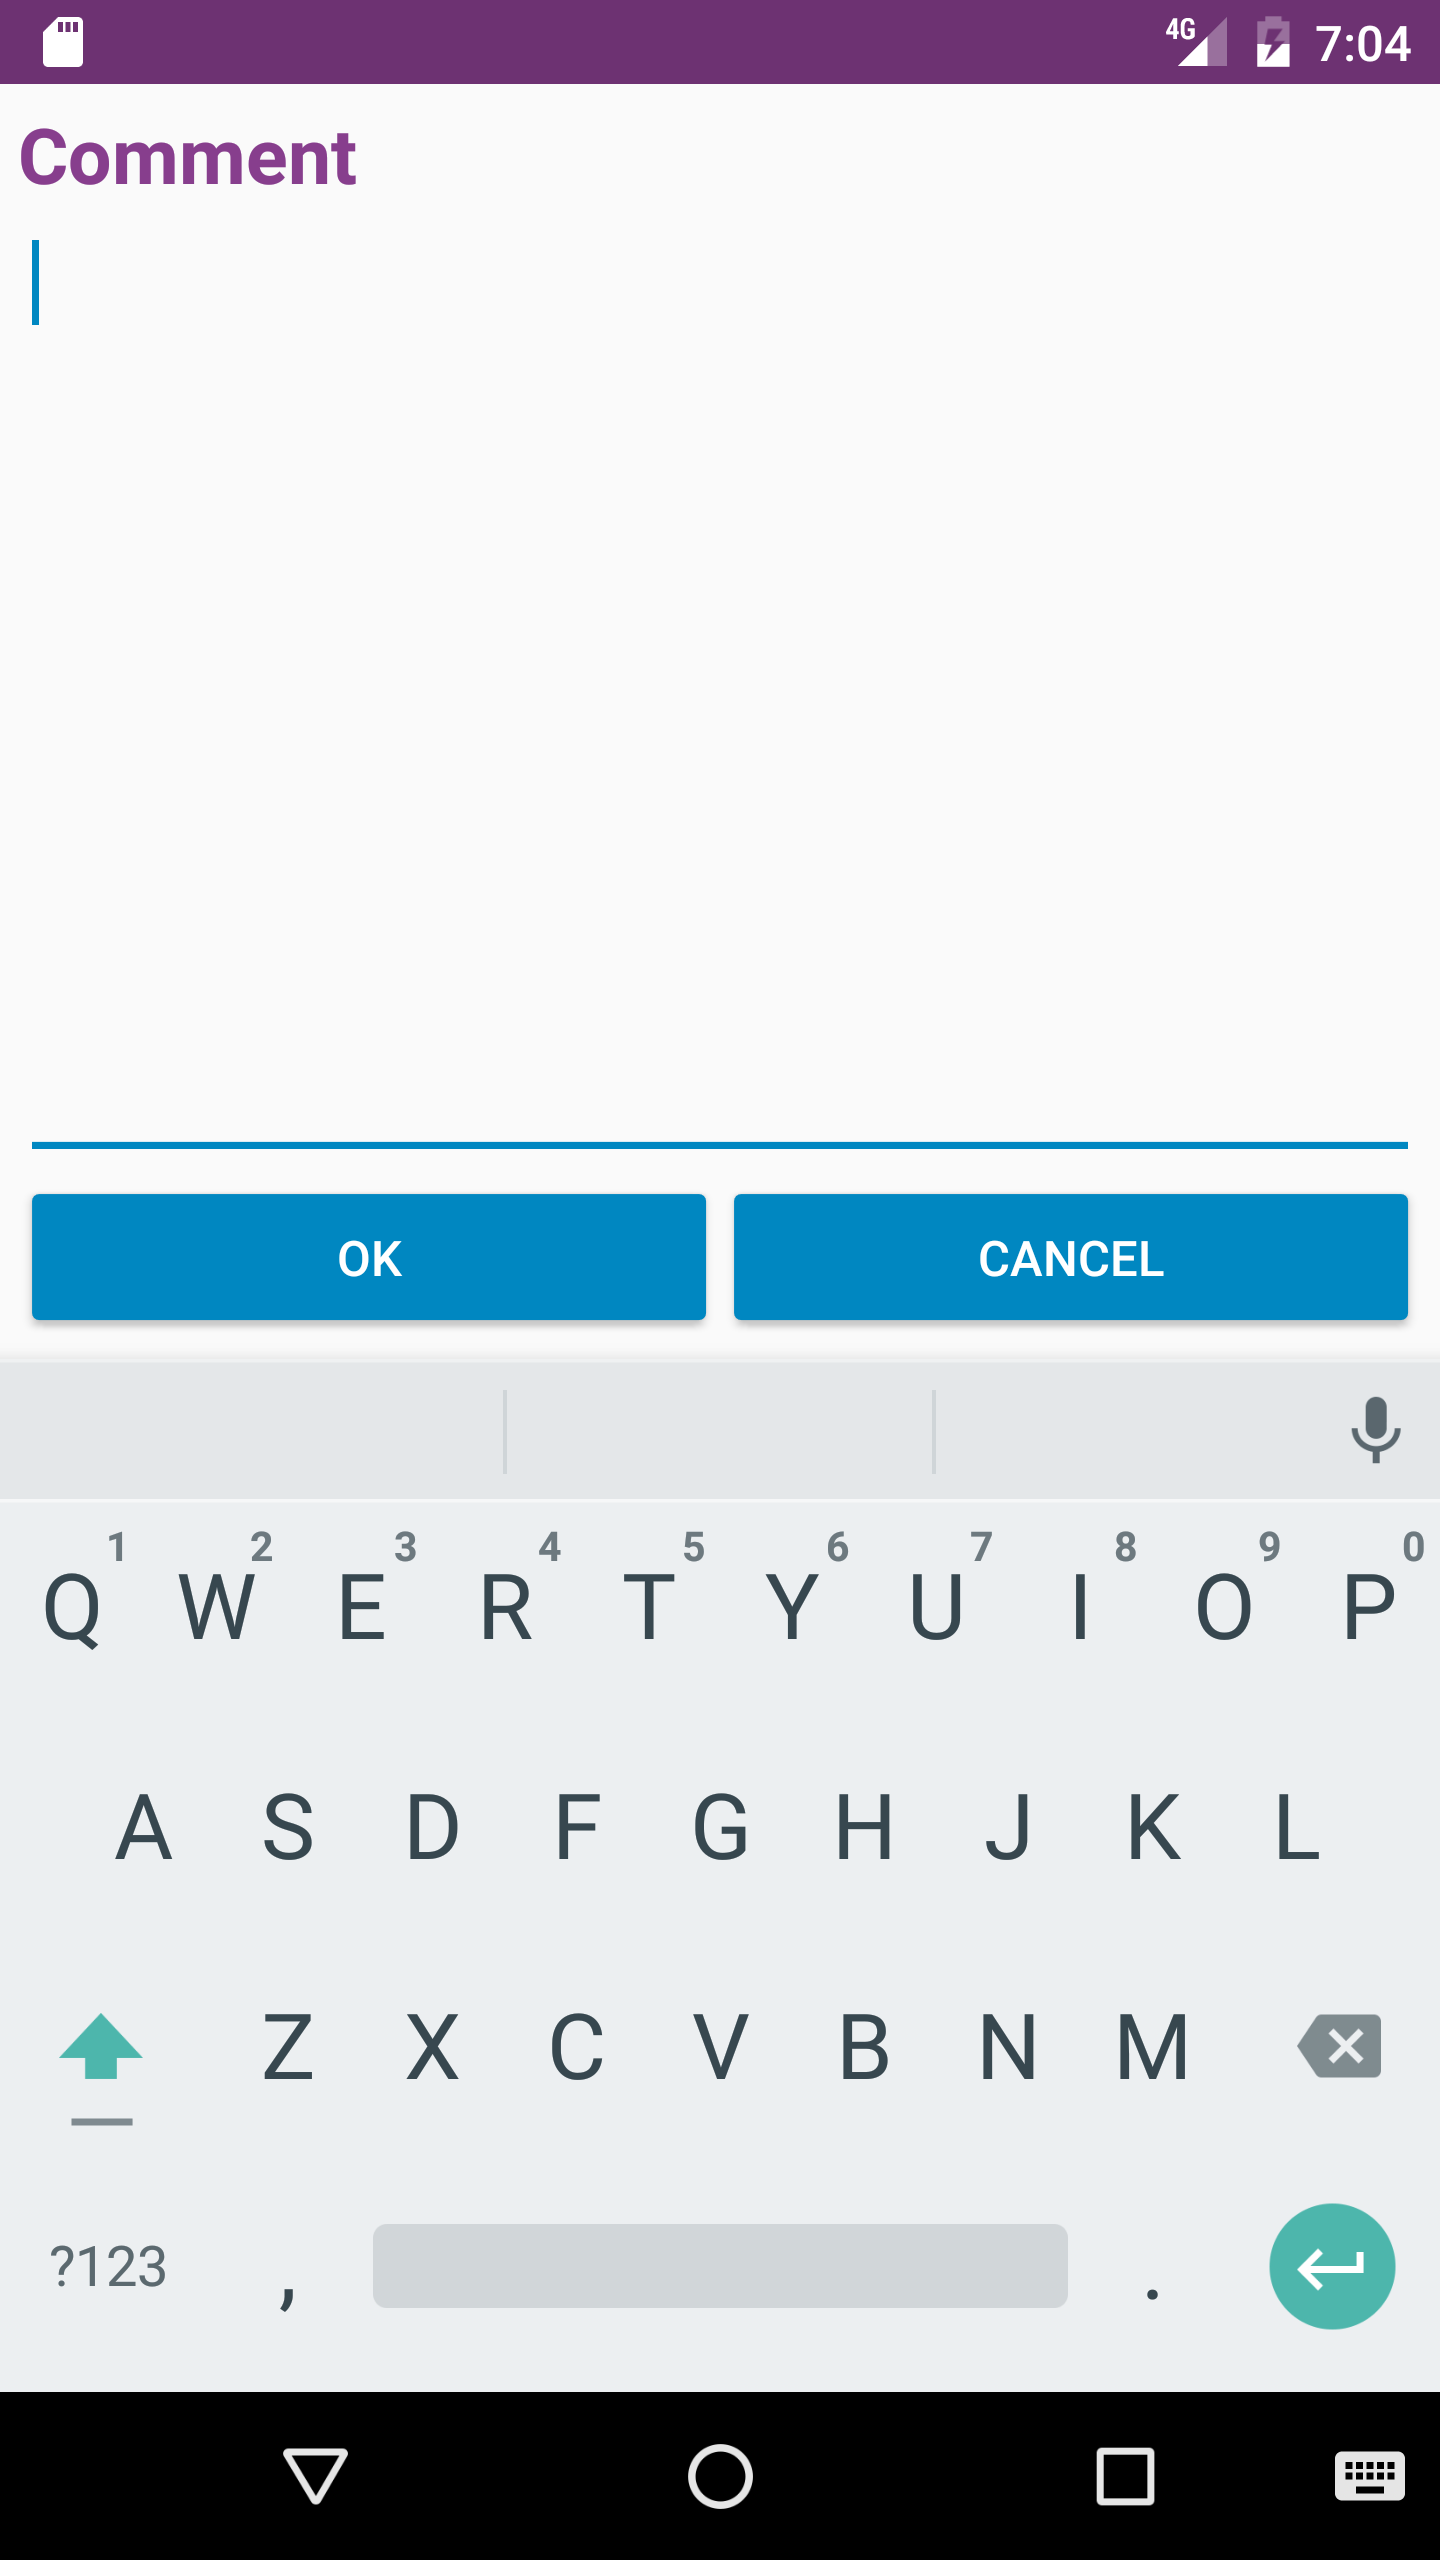 4G 7:04
Comment
OK CANCEL
1 2 3 4 5 6 7 8 9 0
Q W E R T Y U I O P
A S D F G H J K L
Z X C V B N M
?123 , .